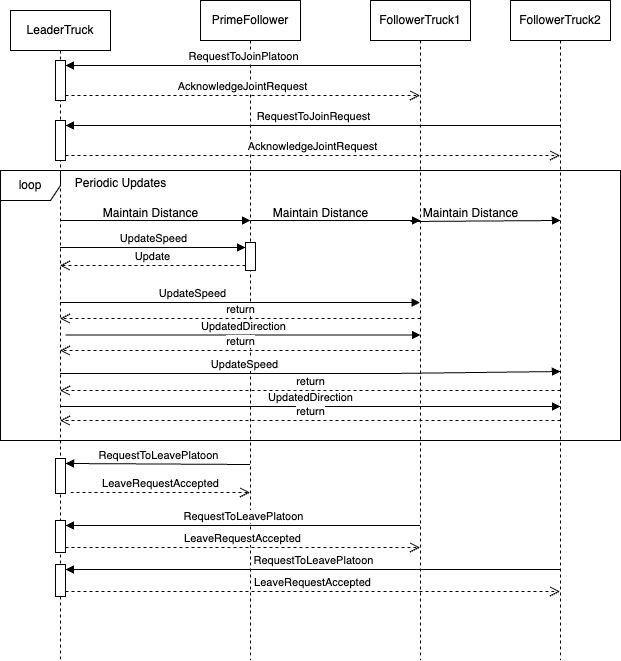 LeaderTruck
PrimeFollower
FollowerTruck1
FollowerTruck2
RequestToJoinPlatoon
AcknowledgeJointRequest
RequestToJoinRequest
AcknowledgeJointRequest
loop
Periodic Updates
Maintain Distance
Maintain Distance
Maintain Distance
UpdateSpeed
Update
UpdateSpeed
return
UpdatedDirection
return
UpdateSpeed
return
UpdatedDirection
return
RequestToLeavePlatoon
LeaveRequestAccepted
RequestToLeavePlatoon
LeaveRequestAccepted
RequestToLeavePlatoon
LeaveRequestAccepted